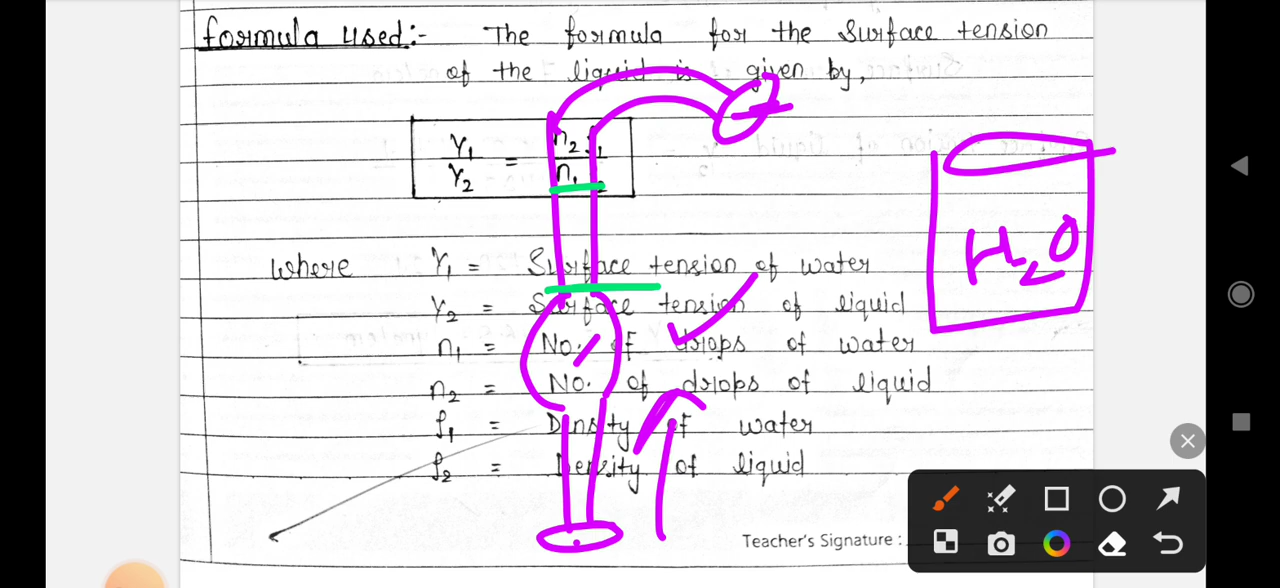 formula used:- The formula for the Surface tension
of the liquid is given by,
γ₁/γ₂ = n₂ρ₁/n₁ρ₂
H₂O
where γ₁ = Surface tension of water
γ₂ = Surface tension of liquid
n₁ = No. of drops of water
n₂ = No. of drops of liquid
ρ₁ = Density of water
ρ₂ = Density of liquid
Teacher's Signature :